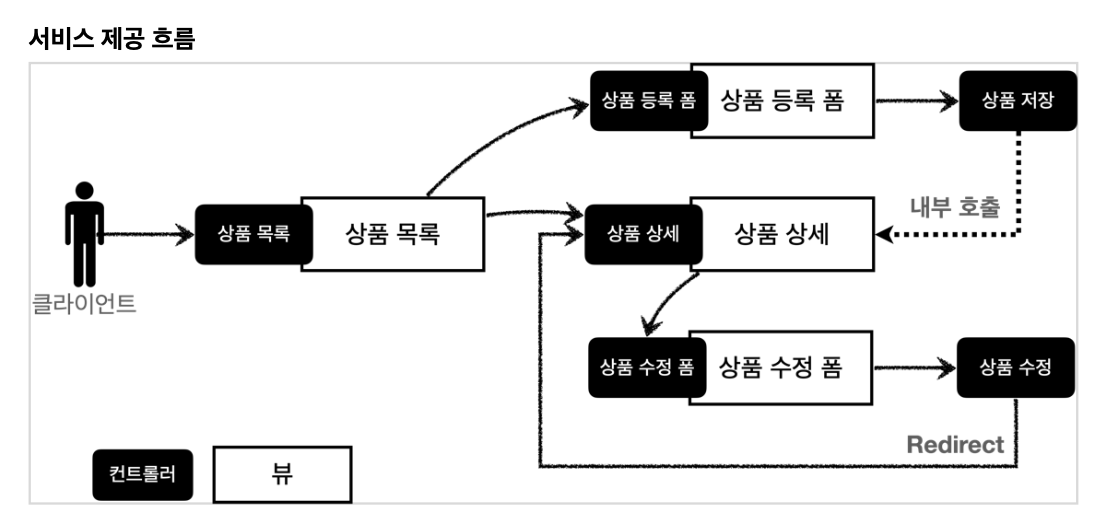 서비스 제공 흐름
상품 등록 폼
상품 등록 폼
상품 저장
내부 호출
상품 목록
상품 목록
상품 상세
상품 상세
클라이언트
상품 수정 폼
상품 수정 폼
상품 수정
Redirect
컨트롤러
뷰